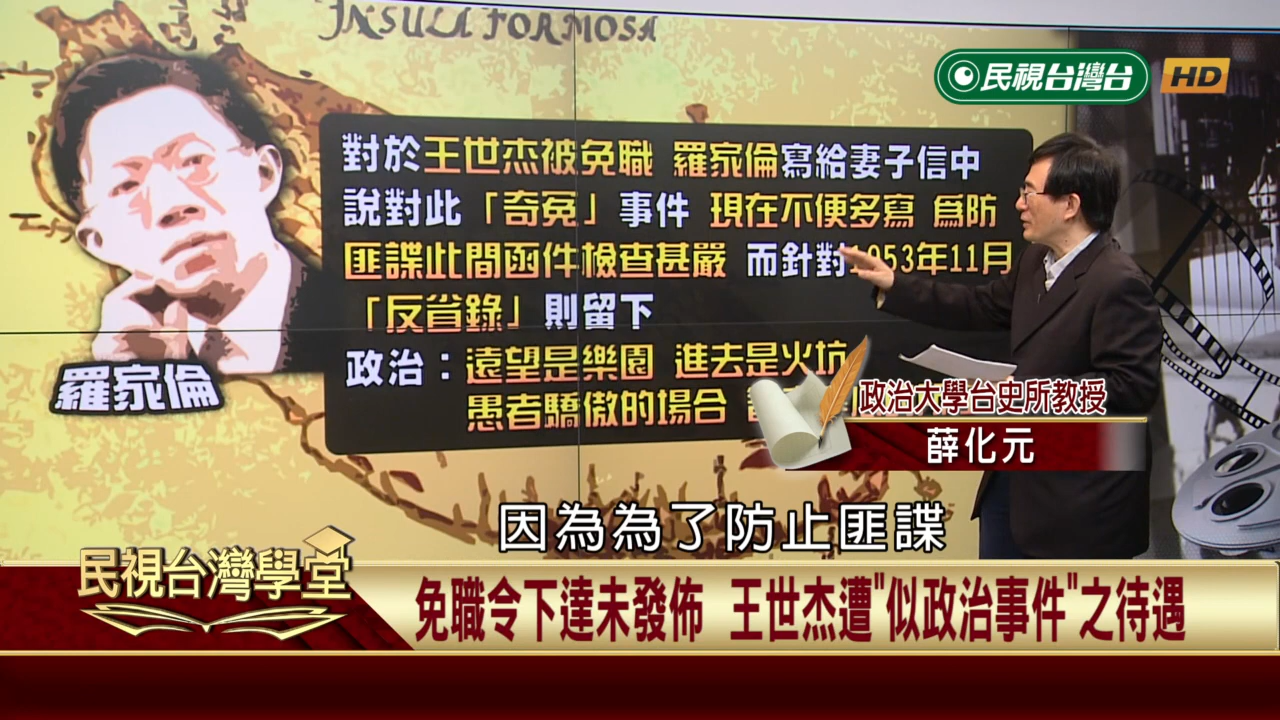 INSULA FORMOSA
民視台灣台
HD
對於王世杰被免職 羅家倫寫給妻子信中
說對此「奇冤」事件 現在不便多寫 為防
匪諜此間函件檢查甚嚴 而針對1953年11月
「反省錄」則留下
政治：遠望是樂園 進去是火坑
愚者驕傲的場合
羅家倫
政治大學台史所教授
薛化元
因為為了防止匪諜
民視台灣學堂
免職令下達未發佈 王世杰遭"似政治事件"之待遇